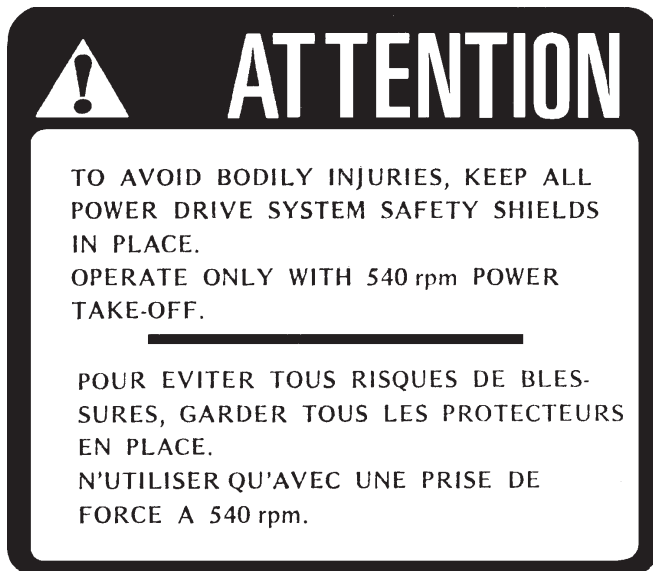 ATTENTION
TO AVOID BODILY INJURIES, KEEP ALL
POWER DRIVE SYSTEM SAFETY SHIELDS
IN PLACE.
OPERATE ONLY WITH 540 rpm POWER
TAKE-OFF.
POUR EVITER TOUS RISQUES DE BLES-
SURES, GARDER TOUS LES PROTECTEURS
EN PLACE.
N'UTILISER QU'AVEC UNE PRISE DE
FORCE A 540 rpm.